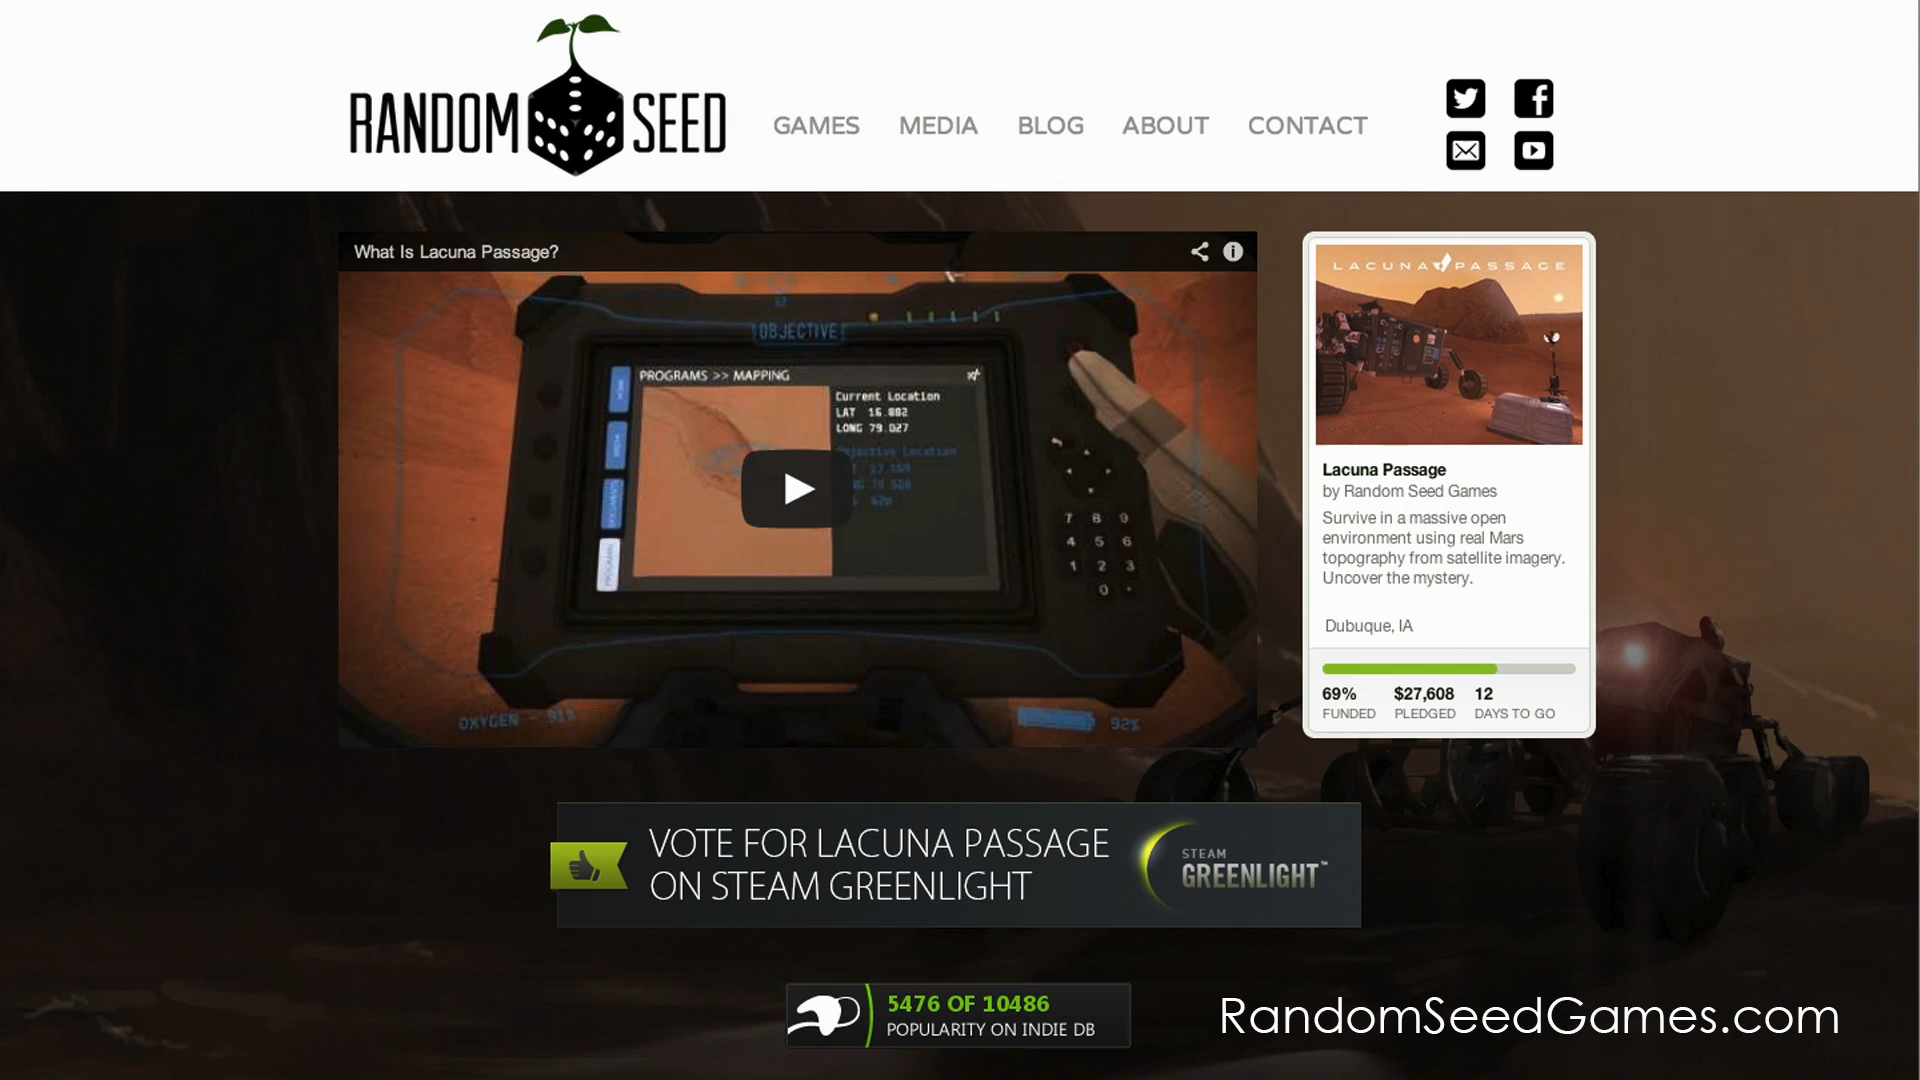 RANDOM SEED
GAMES MEDIA BLOG ABOUT CONTACT
What Is Lacuna Passage?
OBJECTIVE
PROGRAMS >> MAPPING
Current Location
LAT 16.882
LONG 79.027
Objective Location
7 8 9
4 5 6
1 2 3
0
OXYGEN - 91%
92%
LACUNA PASSAGE
Lacuna Passage
by Random Seed Games
Survive in a massive open
environment using real Mars
topography from satellite imagery.
Uncover the mystery.
Dubuque, IA
69% $27,608 12
FUNDED PLEDGED DAYS TO GO
VOTE FOR LACUNA PASSAGE
ON STEAM GREENLIGHT
STEAM
GREENLIGHT™
5476 OF 10486
POPULARITY ON INDIE DB
RandomSeedGames.com